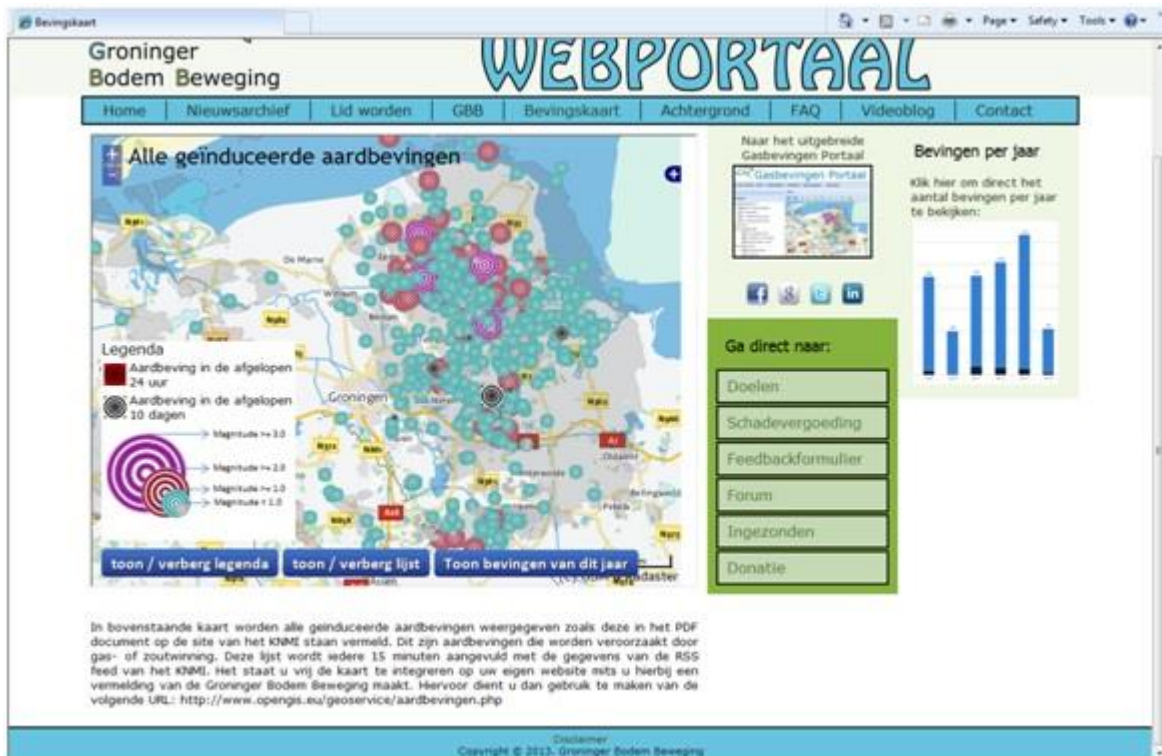 Bevingskaart
Page
Safety
Tools
Groninger
Bodem Beweging
WEBPORTAAL
Home
Nieuwsarchief
Lid worden
GBB
Bevingskaart
Achtergrond
FAQ
Videoblog
Contact
Alle geïnduceerde aardbevingen
De Marne
Groningen
Legenda
Aardbeving in de afgelopen
24 uur
Aardbeving in de afgelopen
10 dagen
Magnitude >= 3.0
Magnitude >= 2.0
Magnitude >= 1.0
Magnitude < 1.0
toon / verberg legenda
toon / verberg lijst
Toon bevingen van dit jaar
Assen
Naar het uitgebreide
Gasbevingen Portaal
Gasbevingen Portaal
Bevingen per jaar
Klik hier om direct het
aantal bevingen per jaar
te bekijken:
Ga direct naar:
Doelen
Schadevergoeding
Feedbackformulier
Forum
Ingezonden
Donatie
In bovenstaande kaart worden alle geinduceerde aardbevingen weergegeven zoals deze in het PDF
document op de site van het KNMI staan vermeld. Dit zijn aardbevingen die worden veroorzaakt door
gas- of zoutwinning. Deze lijst wordt iedere 15 minuten aangevuld met de gegevens van de RSS
feed van het KNMI. Het staat u vrij de kaart te integreren op uw eigen website mits u hierbij een
vermelding van de Groninger Bodem Beweging maakt. Hiervoor dient u dan gebruik te maken van de
volgende URL: http://www.opengis.eu/geoservice/aardbevingen.php
Disclaimer
Copyright © 2013. Groninger Bodem Beweging